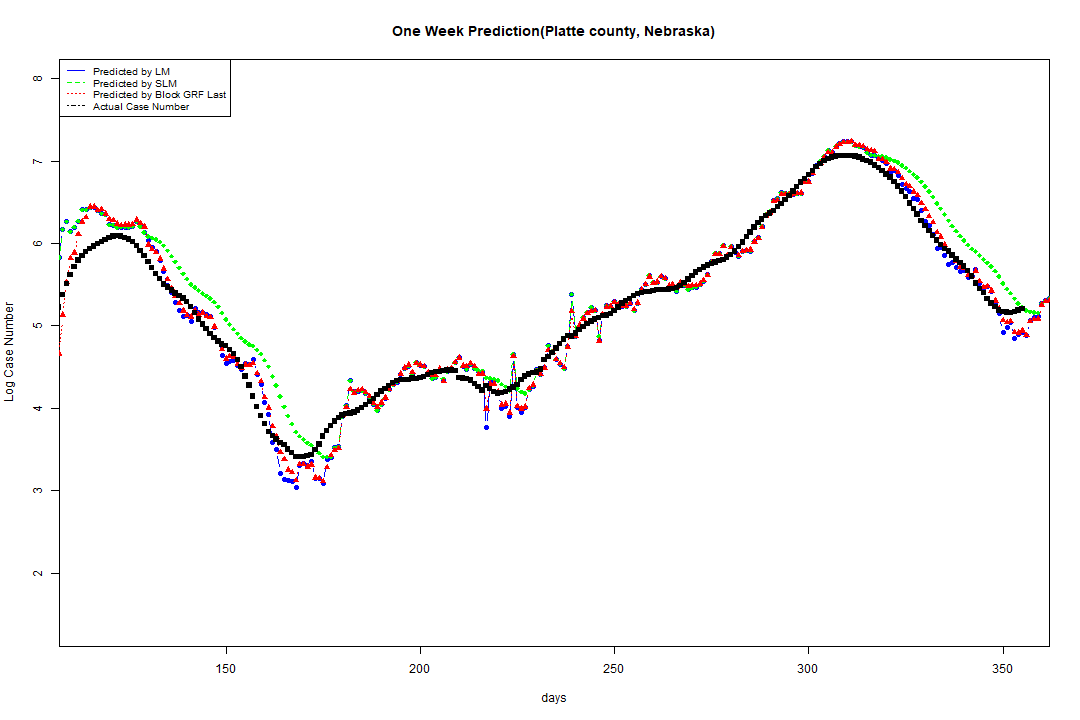 One Week Prediction(Platte county, Nebraska)
Predicted by LM
Predicted by SLM
Predicted by Block GRF Last
Actual Case Number
Log Case Number
8
7
6
5
4
3
2
150 200 250 300 350
days